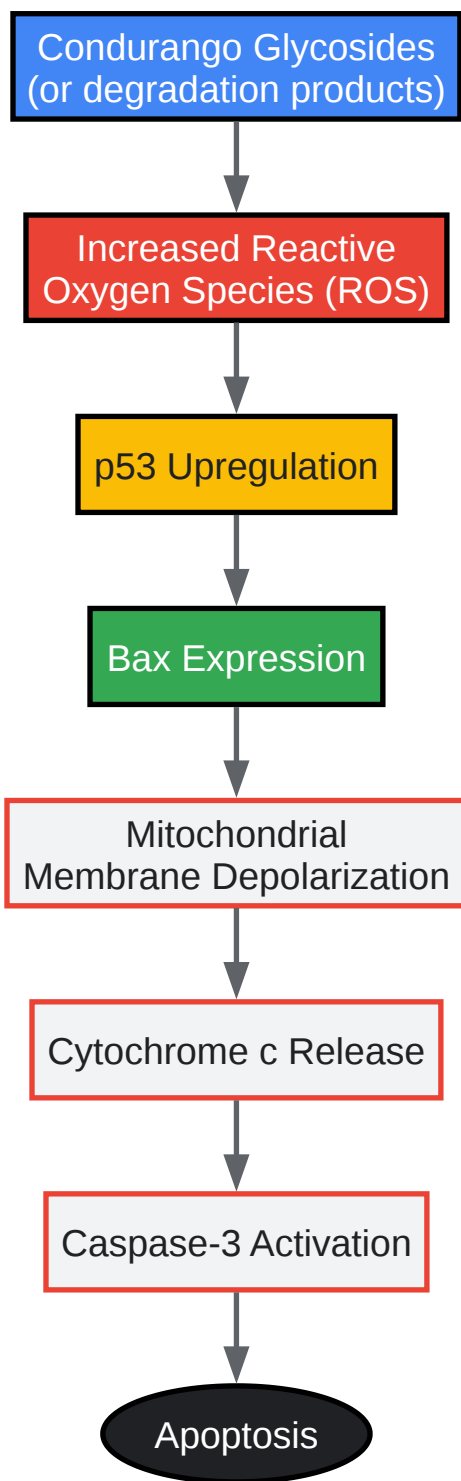 Condurango Glycosides
(or degradation products)
Increased Reactive
Oxygen Species (ROS)
p53 Upregulation
Bax Expression
Mitochondrial
Membrane Depolarization
Cytochrome c Release
Caspase-3 Activation
Apoptosis